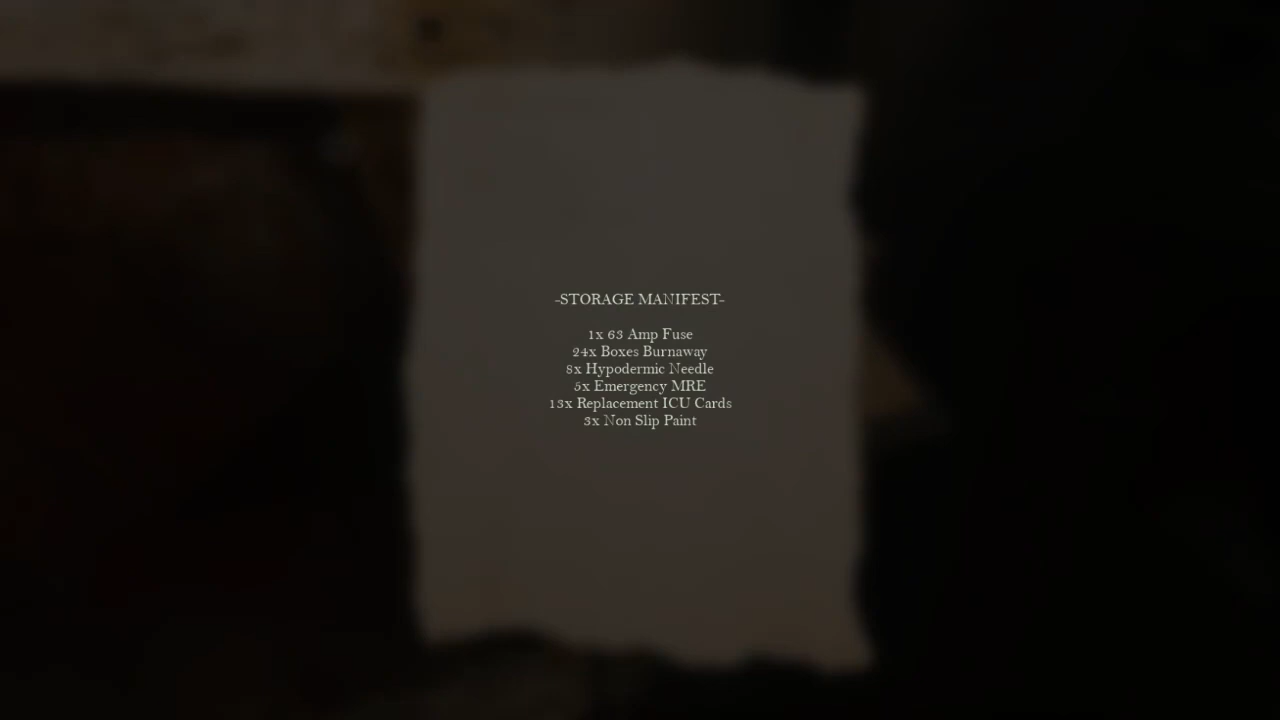 -STORAGE MANIFEST-
1x 63 Amp Fuse
24x Boxes Burnaway
8x Hypodermic Needle
5x Emergency MRE
13x Replacement ICU Cards
3x Non Slip Paint